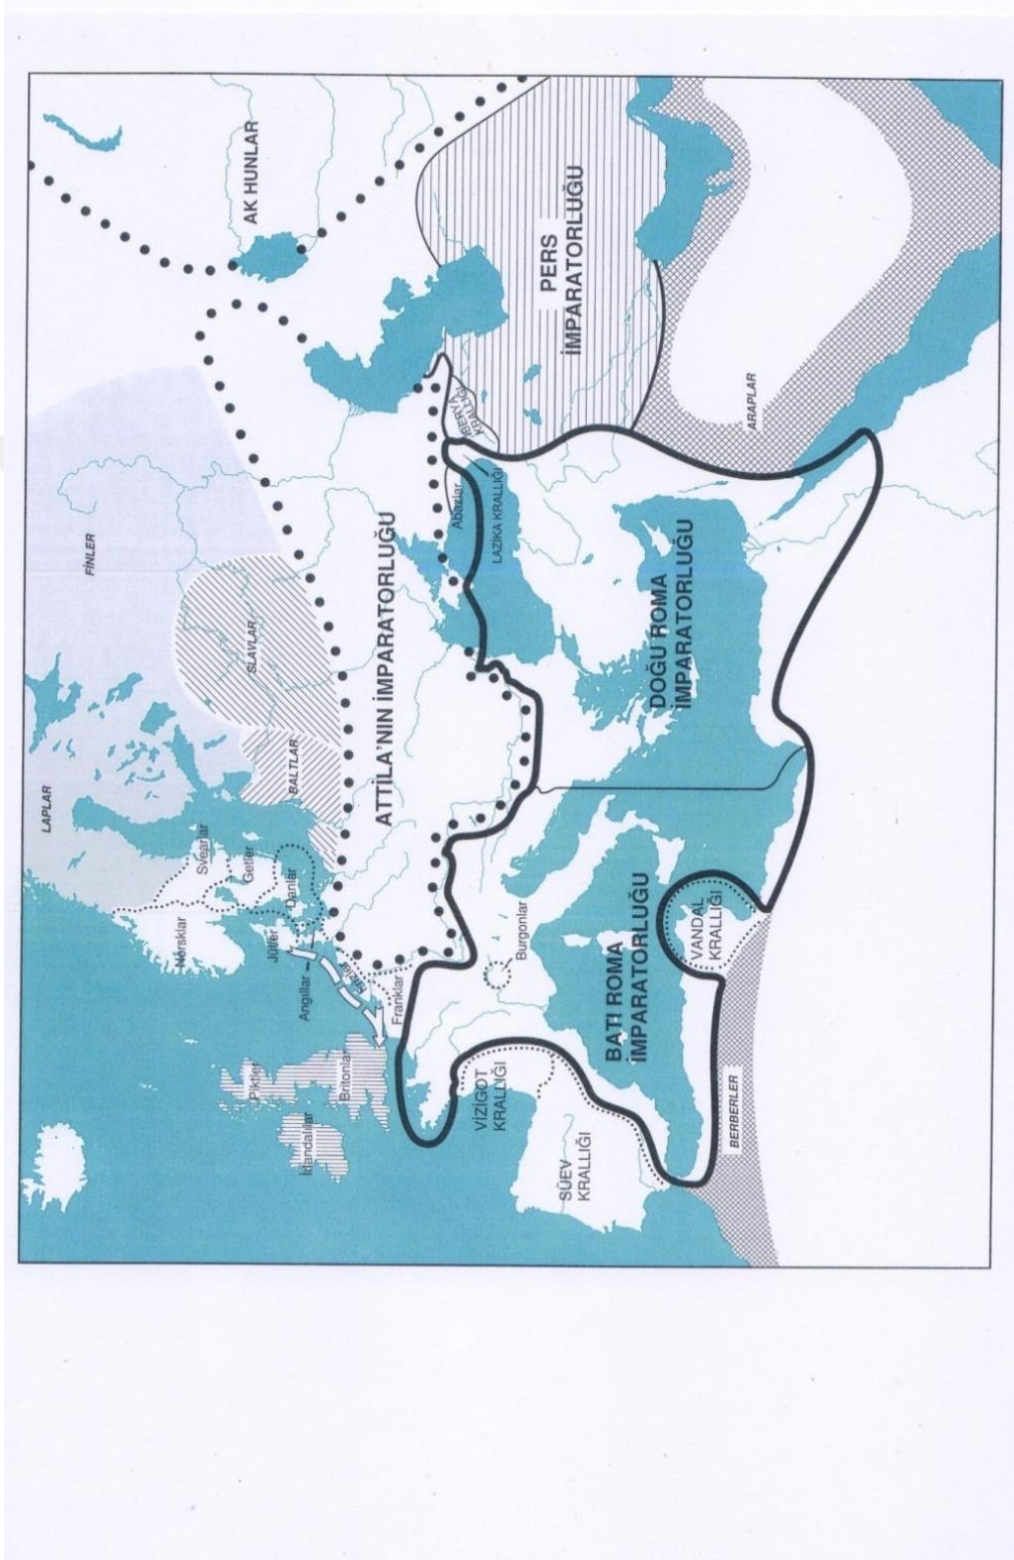 LAPLAR
FİNLER
AK HUNLAR
Norsklar
Svearlar
Getler
Danlar
Jütler
Angıllar
BALTLAR
SLAVLAR
Piktler
İrlandalılar
Britonlar
Franklar
ATTİLA'NIN İMPARATORLUĞU
Abazlar
LAZİKA KRALLIĞI
PERS
İMPARATORLUĞU
Burgonlar
VİZİGOT
KRALLIĞI
SÜEV
KRALLIĞI
BATI ROMA
İMPARATORLUĞU
DOĞU ROMA
İMPARATORLUĞU
VANDAL
KRALLIĞI
BERBERLER
ARAPLAR